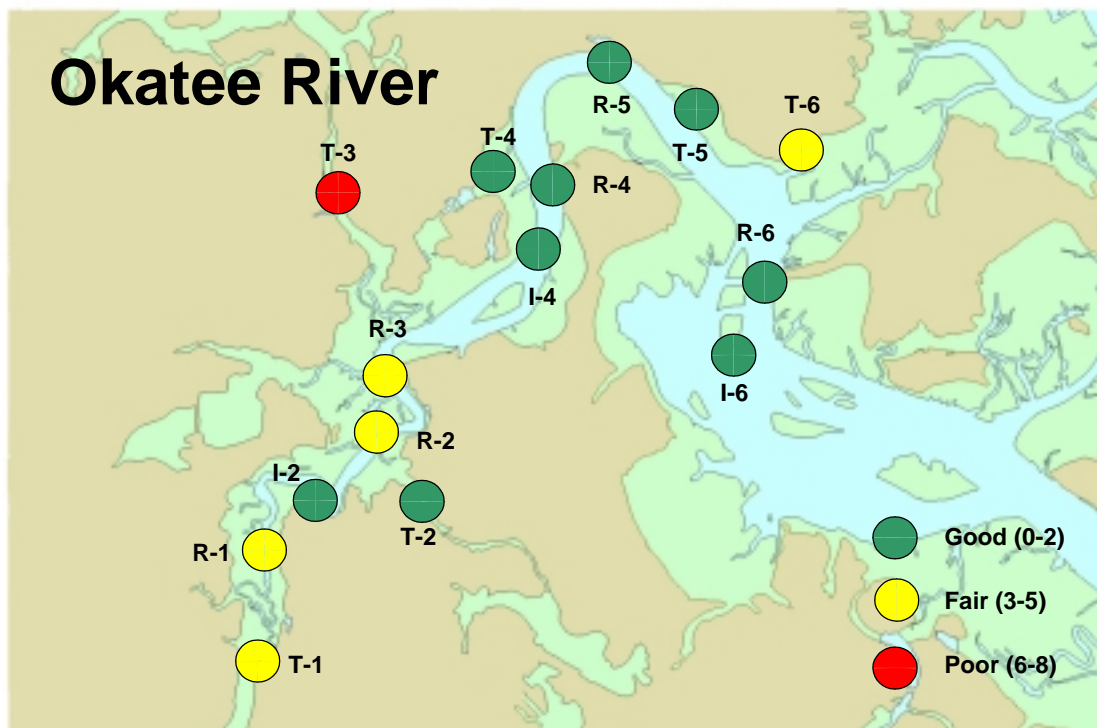 Okatee River
R-5
T-6
T-4
T-3
T-5
R-4
R-6
I-4
R-3
I-6
R-2
I-2
T-2
R-1
T-1
Good (0-2)
Fair (3-5)
Poor (6-8)